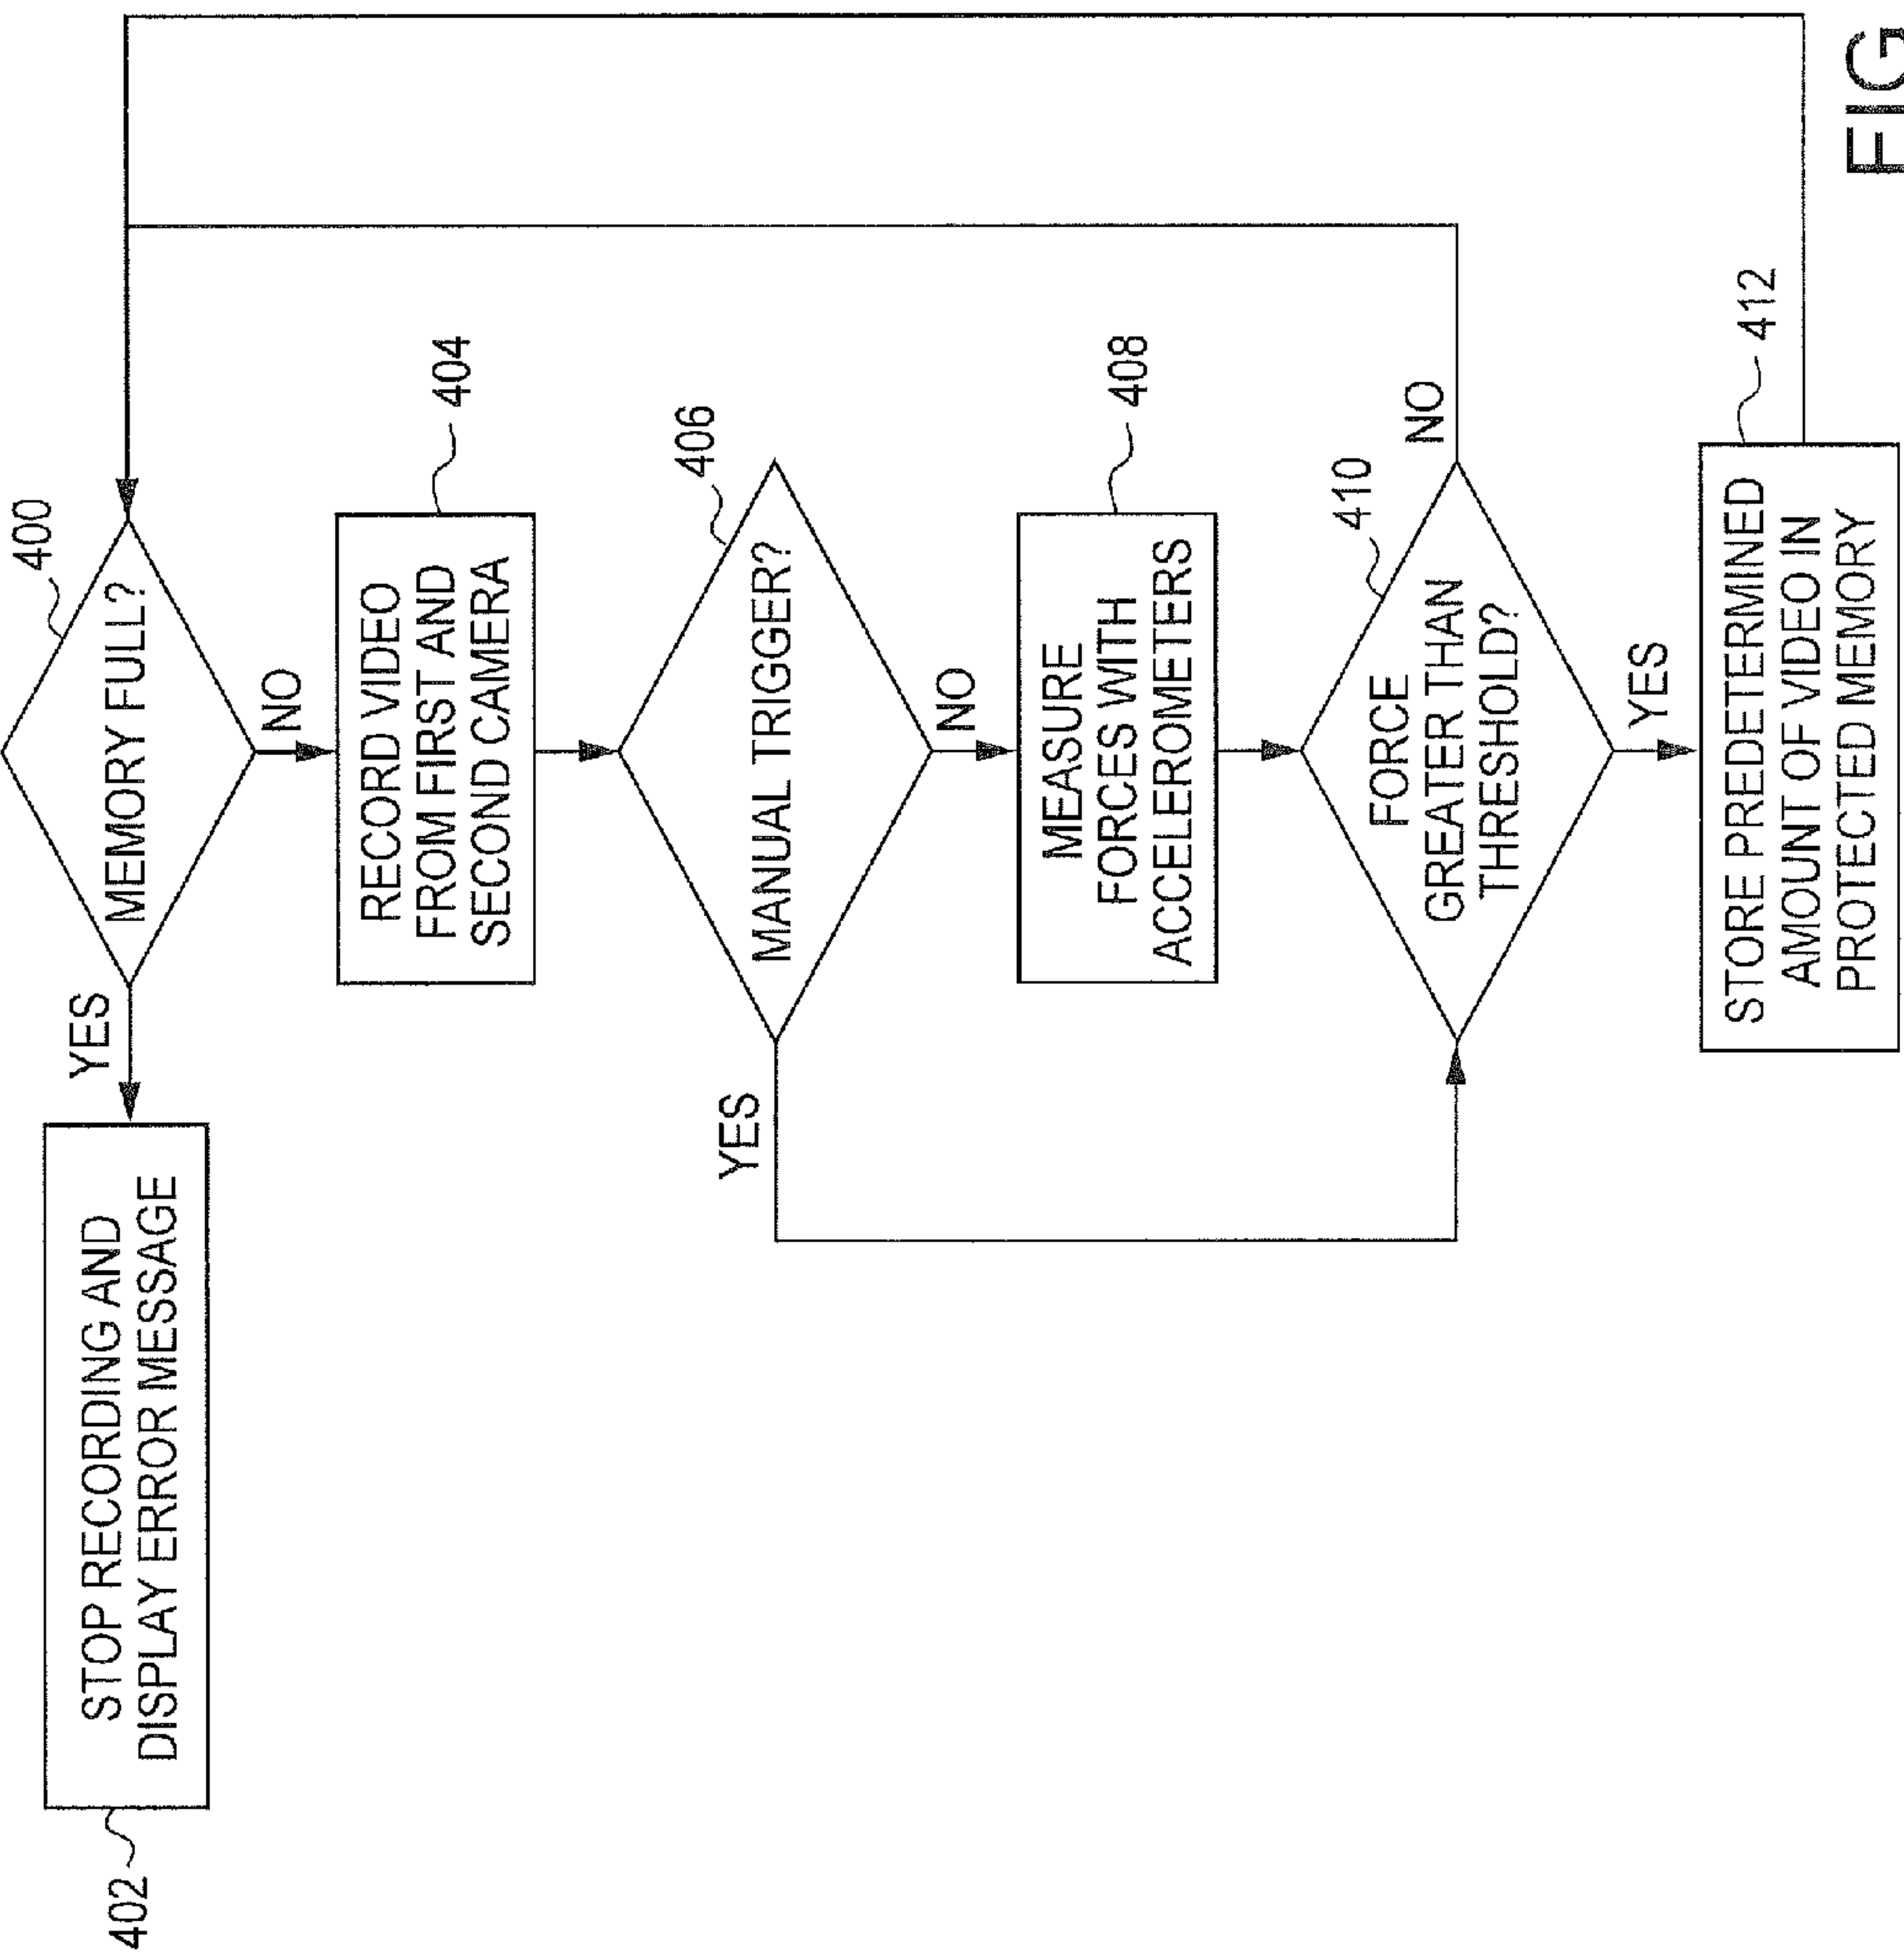 400
MEMORY FULL?
YES
NO
402
STOP RECORDING AND
DISPLAY ERROR MESSAGE
RECORD VIDEO
FROM FIRST AND
SECOND CAMERA
404
406
MANUAL TRIGGER?
YES
NO
MEASURE
FORCES WITH
ACCELEROMETERS
408
410
FORCE
GREATER THAN
THRESHOLD?
NO
YES
STORE PREDETERMINED
AMOUNT OF VIDEO IN
PROTECTED MEMORY
412
FIG